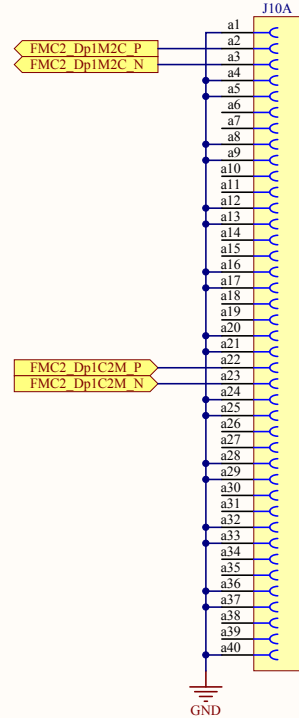 J10A
a1
FMC2_Dp1M2C_P a2
FMC2_Dp1M2C_N a3
a4
a5
a6
a7
a8
a9
a10
a11
a12
a13
a14
a15
a16
a17
a18
a19
a20
a21
FMC2_Dp1C2M_P a22
FMC2_Dp1C2M_N a23
a24
a25
a26
a27
a28
a29
a30
a31
a32
a33
a34
a35
a36
a37
a38
a39
a40
GND